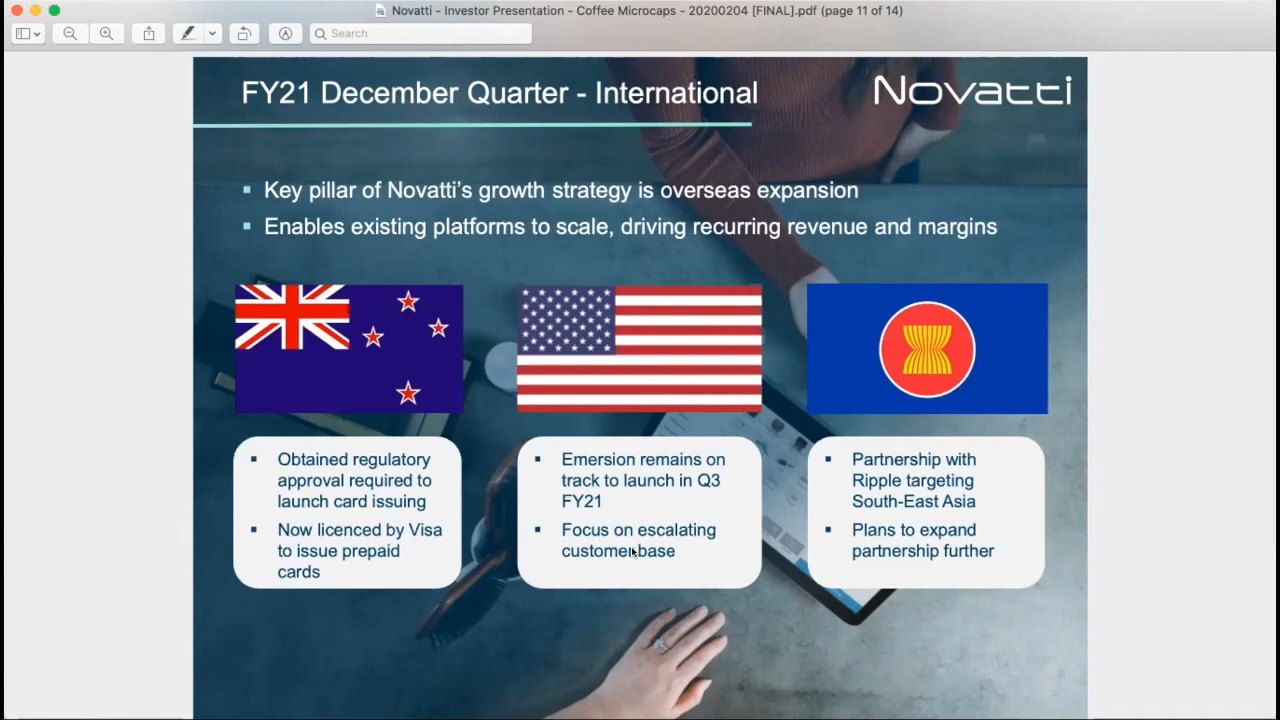 Novatti - Investor Presentation - Coffee Microcaps - 20200204 [FINAL].pdf (page 11 of 14)
Search
FY21 December Quarter - International
Novatti
▪ Key pillar of Novatti’s growth strategy is overseas expansion
▪ Enables existing platforms to scale, driving recurring revenue and margins
▪ Obtained regulatory
approval required to
launch card issuing
▪ Now licenced by Visa
to issue prepaid
cards
▪ Emersion remains on
track to launch in Q3
FY21
▪ Focus on escalating
customer base
▪ Partnership with
Ripple targeting
South-East Asia
▪ Plans to expand
partnership further